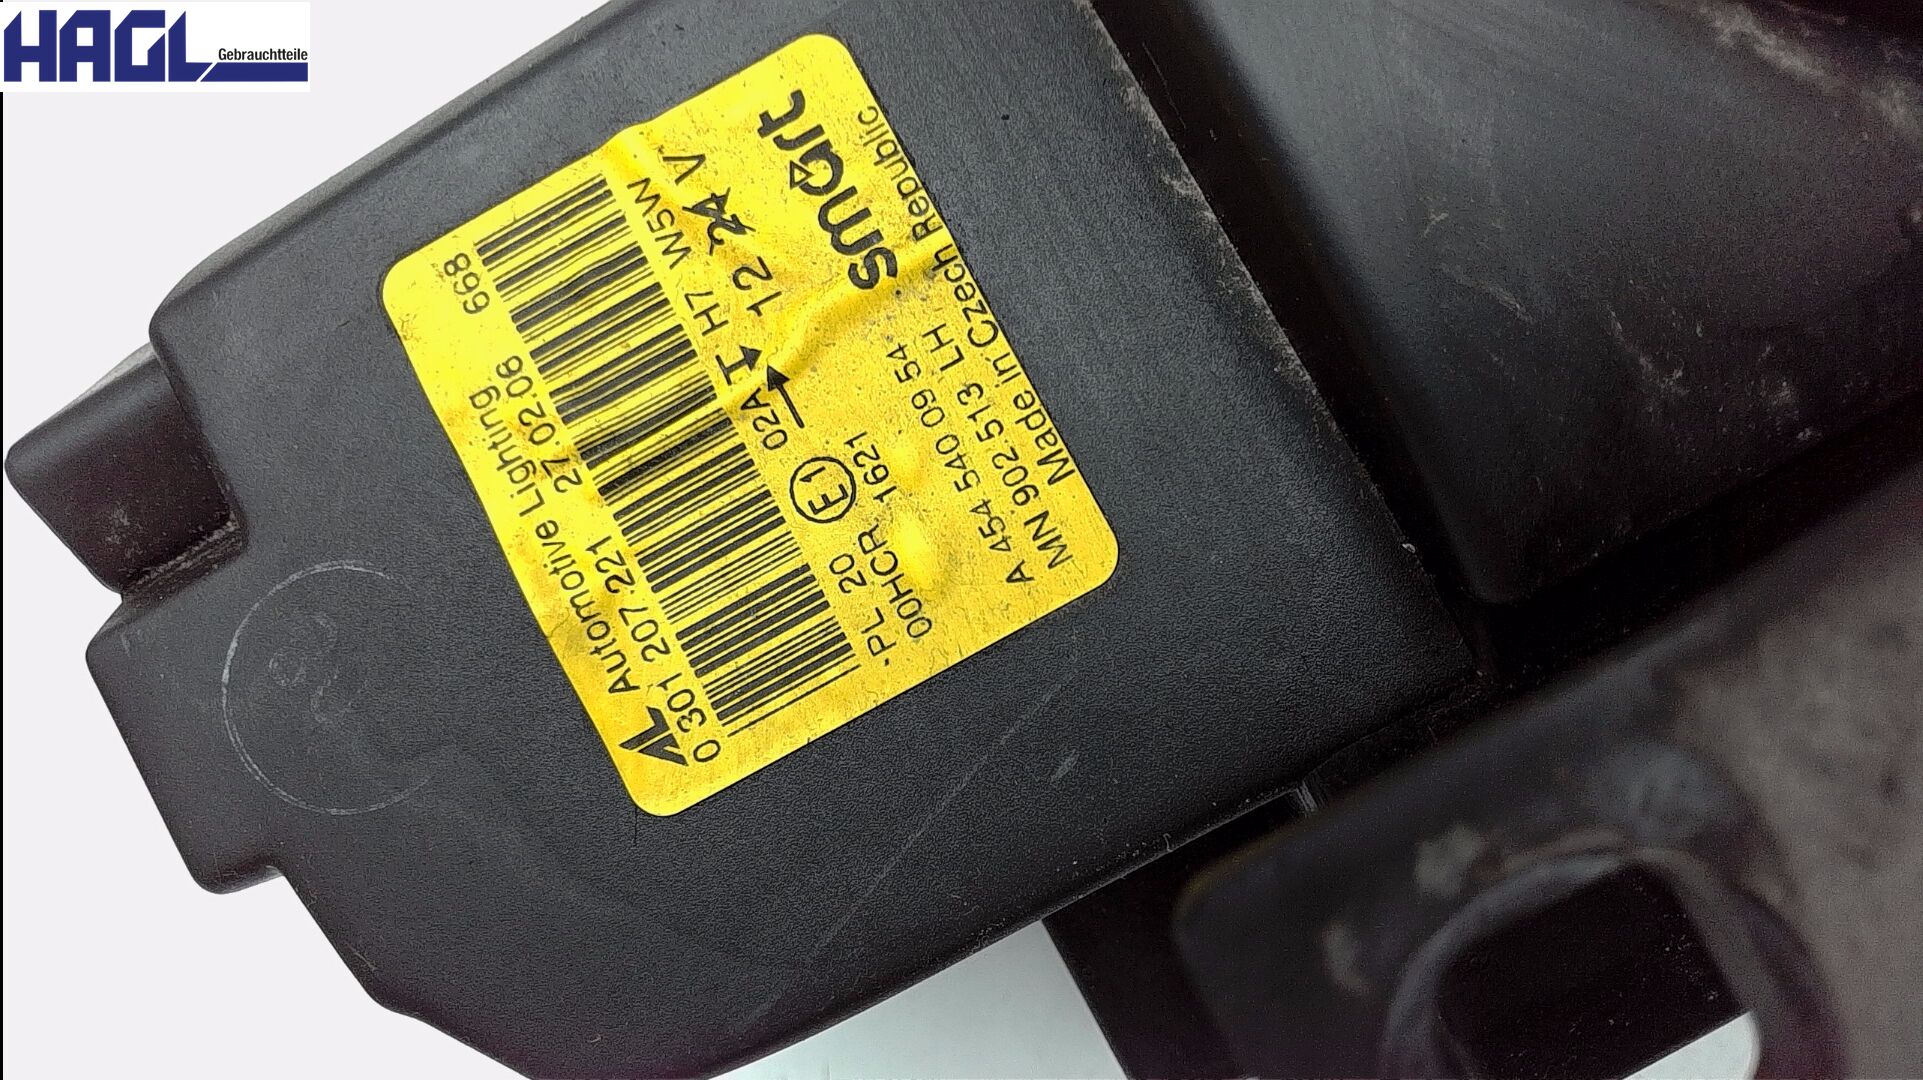 HAGL
Gebrauchtteile
AL Automotive Lighting
0 301 207.221 27.02.06 668
PL 20 E1 02A H7 W5W
00HCR 1621 12 24 V
smart
A 454 540 09 54
MN 902.513 LH
Made in Czech Republic